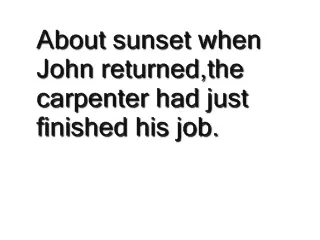 About sunset when
John returned,the
carpenter had just
finished his job.